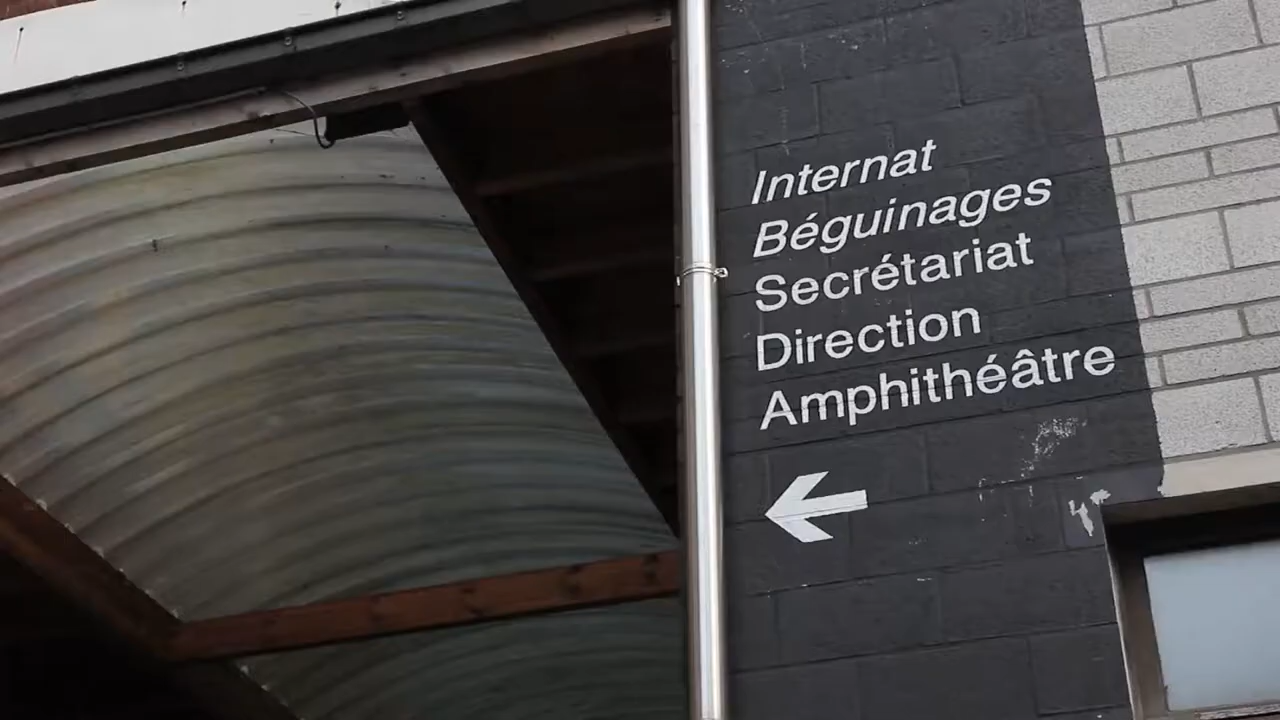 Internat
Béguinages
Secrétariat
Direction
Amphithéâtre